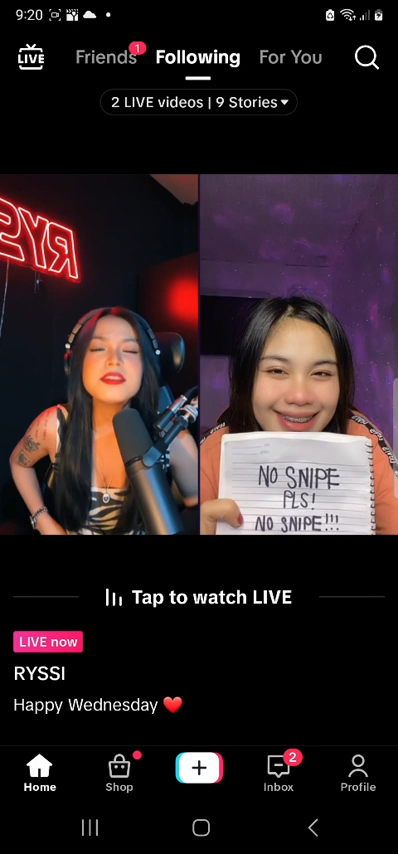 9:20
LIVE
Friends 1
Following
For You
2 LIVE videos | 9 Stories
RYS
NO SNIPE
PLS!
NO SNIPE!!!
Tap to watch LIVE
LIVE now
RYSSI
Happy Wednesday ❤️
Home
Shop
Inbox 2
Profile